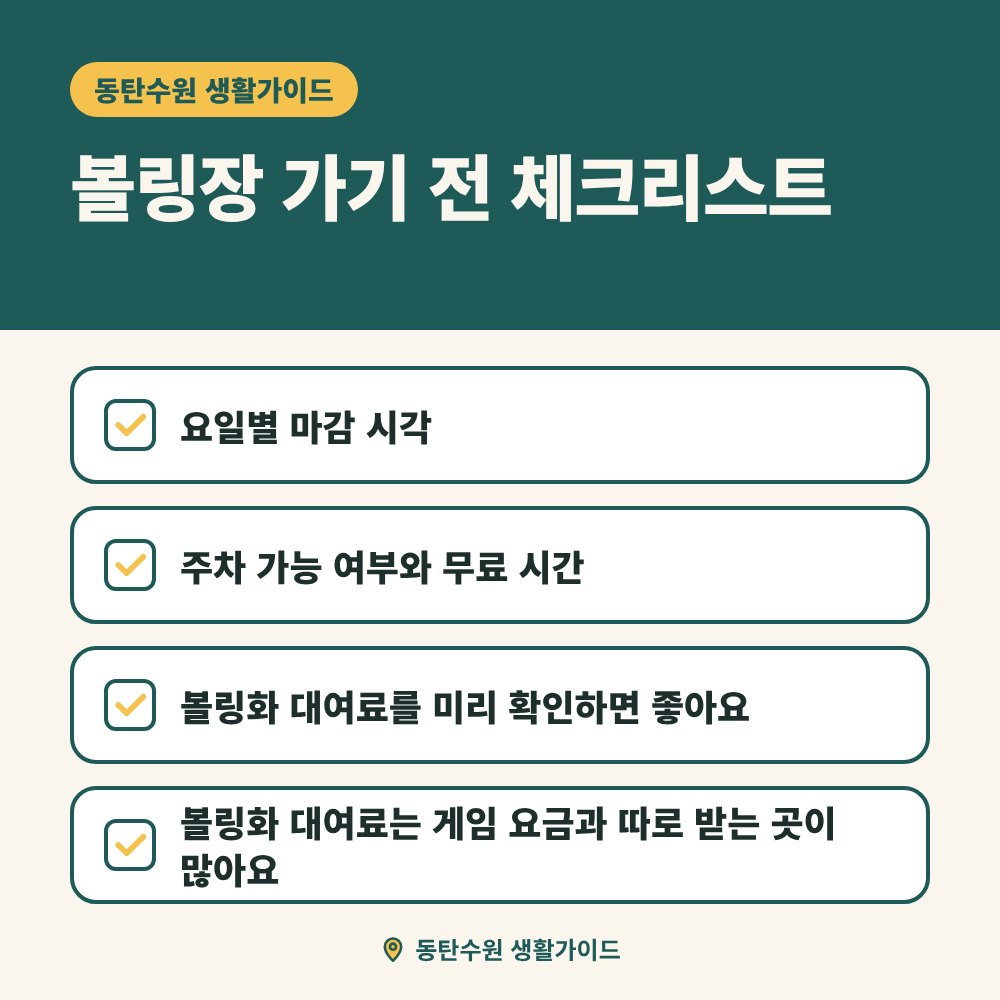 동탄수원 생활가이드
볼링장 가기 전 체크리스트
요일별 마감 시각
주차 가능 여부와 무료 시간
볼링화 대여료를 미리 확인하면 좋아요
볼링화 대여료는 게임 요금과 따로 받는 곳이
많아요
동탄수원 생활가이드